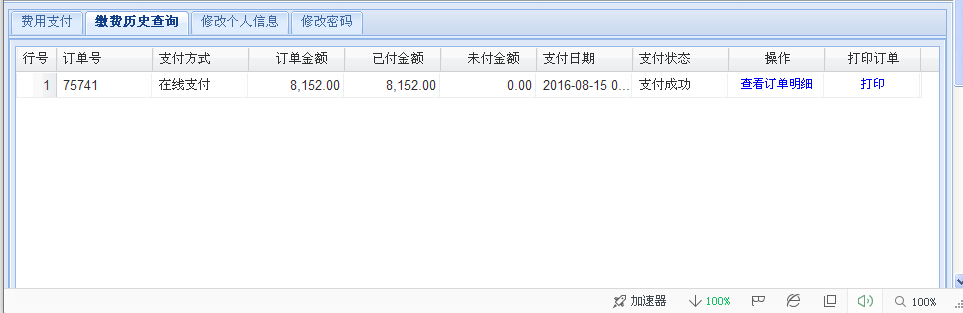 费用支付 缴费历史查询 修改个人信息 修改密码
行号 订单号 支付方式 订单金额 已付金额 未付金额 支付日期 支付状态 操作 打印订单
1 75741 在线支付 8,152.00 8,152.00 0.00 2016-08-15 0... 支付成功 查看订单明细 打印
加速器 100% 100%